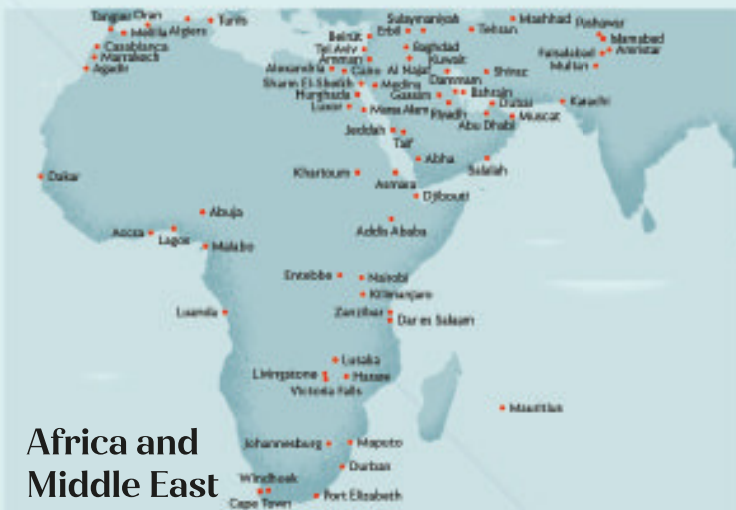 Tangier
Oran
Tunis
Melilla
Algiers
Casablanca
Marrakech
Agadir
Sulaymaniyah
Mashhad
Peshawar
Beirut
Erbil
Tehran
Islamabad
Tel Aviv
Baghdad
Faisalabad
Amritsar
Amman
Kuwait
Multan
Alexandria
Cairo
Al Najaf
Shiraz
Sharm El-Sheikh
Medina
Dammam
Hurghada
Gassim
Bahrain
Dubai
Karachi
Luxor
Marsa Alam
Riyadh
Muscat
Abu Dhabi
Jeddah
Taif
Abha
Salalah
Dakar
Khartoum
Asmara
Djibouti
Abuja
Accra
Lagos
Addis Ababa
Malabo
Entebbe
Nairobi
Kilimanjaro
Luanda
Zanzibar
Dar es Salaam
Lusaka
Livingstone
Harare
Victoria Falls
Mauritius
Africa and
Middle East
Johannesburg
Maputo
Durban
Windhoek
Cape Town
Port Elizabeth